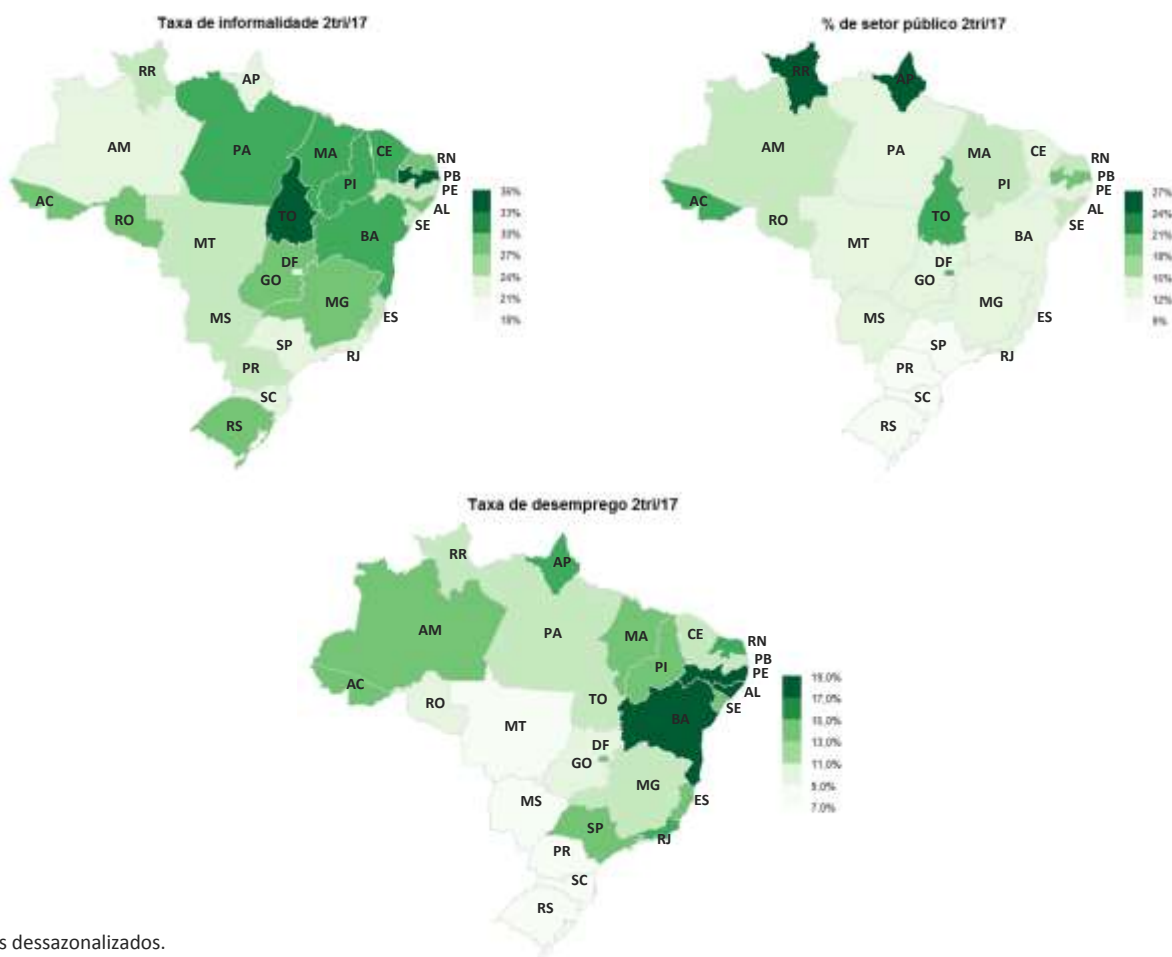 Taxa de informalidade 2tri/17
RR
AP
AM
PA
MA
CE
RN
PB
PI
PE
AC
AL
RO
TO
SE
MT
BA
DF
GO
MG
MS
ES
SP
RJ
PR
SC
RS
36%
33%
30%
27%
24%
21%
18%
% de setor público 2tri/17
RR
AP
AM
PA
MA
CE
RN
PB
PI
PE
AC
AL
RO
TO
SE
MT
BA
DF
GO
MG
MS
ES
SP
RJ
PR
SC
RS
27%
24%
21%
18%
15%
12%
9%
Taxa de desemprego 2tri/17
RR
AP
AM
PA
MA
CE
RN
PB
PI
PE
AC
AL
RO
TO
SE
MT
BA
DF
GO
MG
MS
ES
SP
RJ
PR
SC
RS
19,0%
17,0%
15,0%
13,0%
11,0%
9,0%
7,0%
s dessazonalizados.